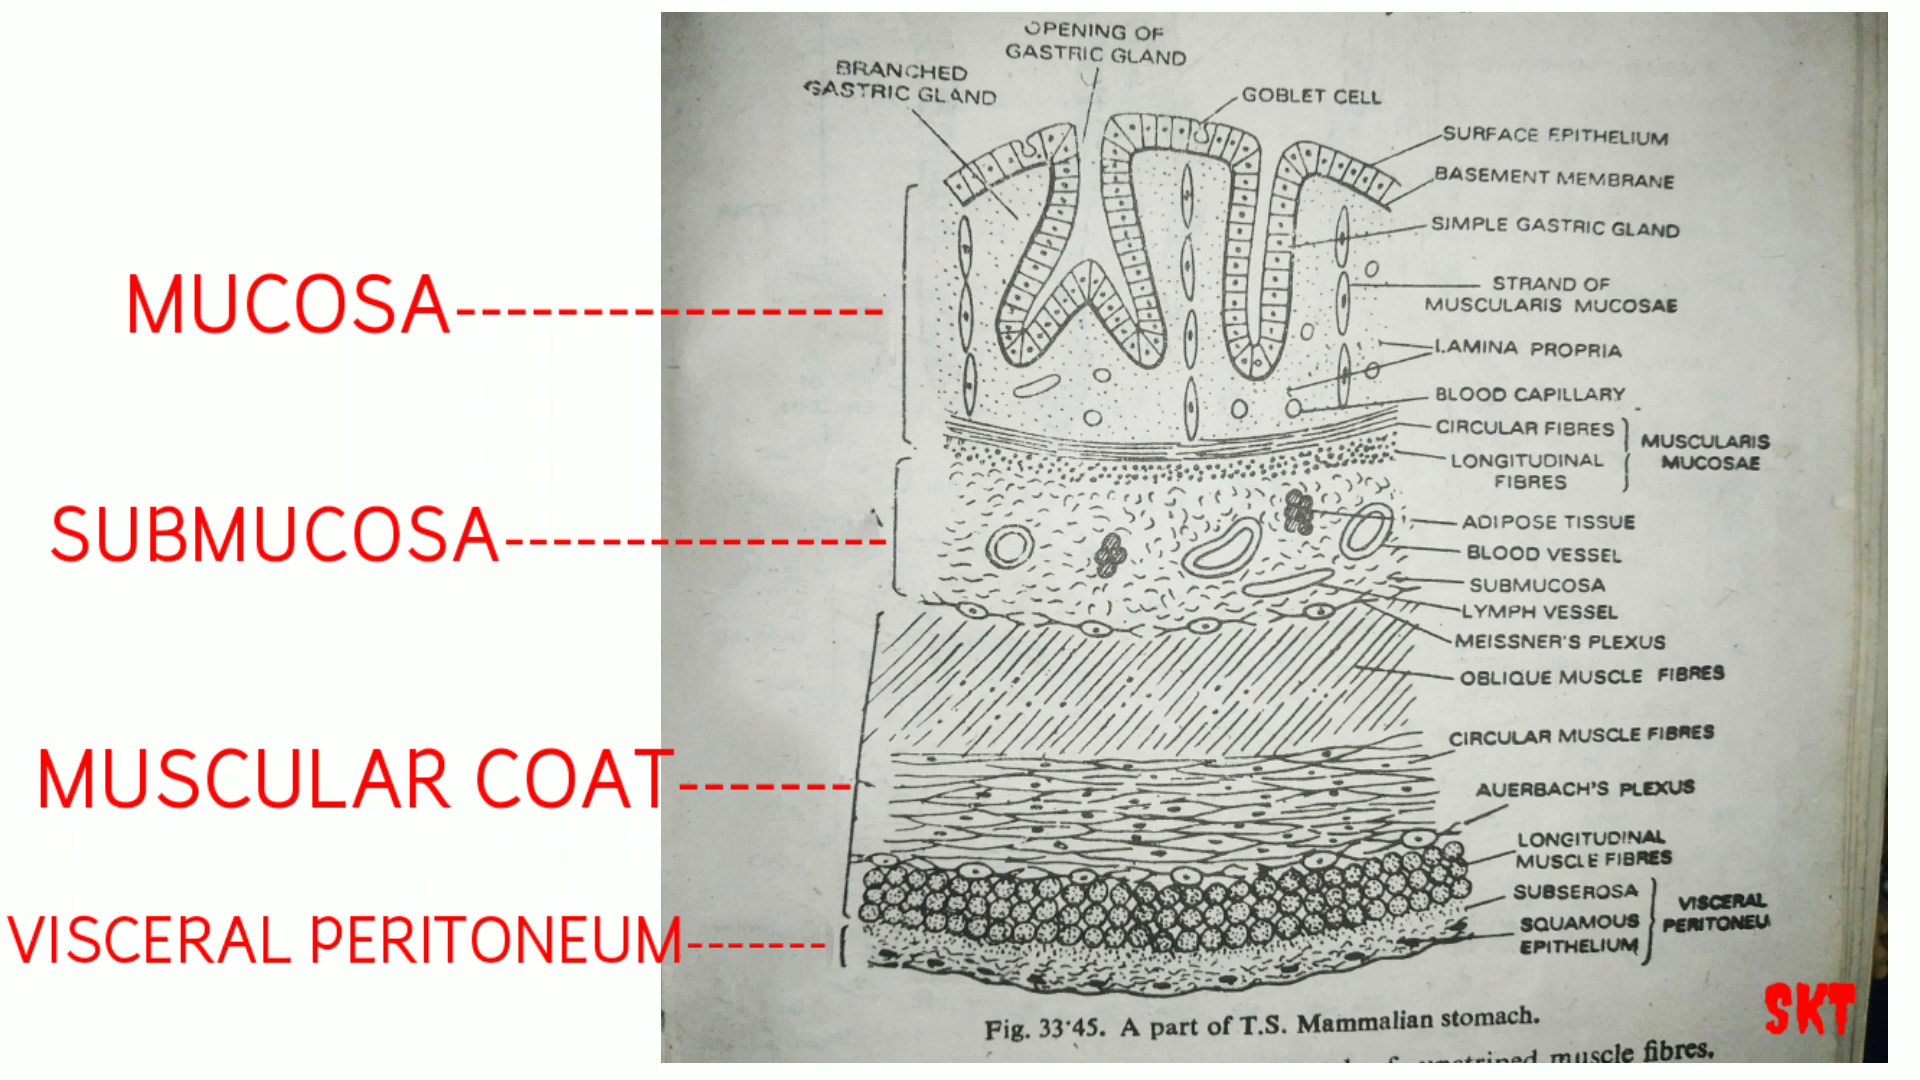 OPENING OF
GASTRIC GLAND
BRANCHED
GASTRIC GLAND
GOBLET CELL
SURFACE EPITHELIUM
BASEMENT MEMBRANE
SIMPLE GASTRIC GLAND
STRAND OF
MUSCULARIS MUCOSAE
LAMINA PROPRIA
BLOOD CAPILLARY
CIRCULAR FIBRES
LONGITUDINAL
FIBRES
MUSCULARIS
MUCOSAE
ADIPOSE TISSUE
BLOOD VESSEL
SUBMUCOSA
LYMPH VESSEL
MEISSNER'S PLEXUS
OBLIQUE MUSCLE FIBRES
CIRCULAR MUSCLE FIBRES
AUERBACH'S PLEXUS
LONGITUDINAL
MUSCLE FIBRES
SUBSEROSA
SQUAMOUS
EPITHELIUM
VISCERAL
PERITONEU
MUCOSA
SUBMUCOSA
MUSCULAR COAT
VISCERAL PERITONEUM
SKT
Fig. 33·45. A part of T.S. Mammalian stomach.
muscle fibres.